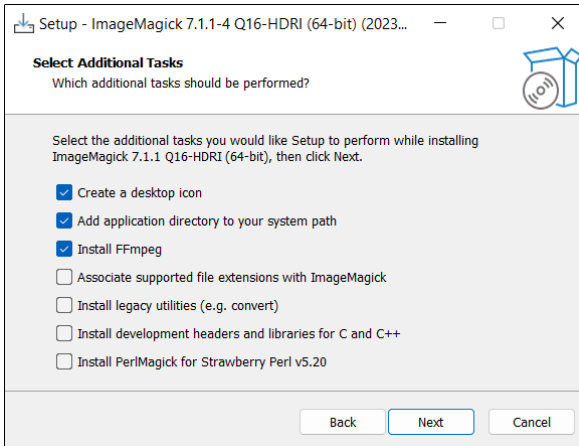 Setup - ImageMagick 7.1.1-4 Q16-HDRI (64-bit) (2023...
Select Additional Tasks
Which additional tasks should be performed?
Select the additional tasks you would like Setup to perform while installing
ImageMagick 7.1.1 Q16-HDRI (64-bit), then click Next.
Create a desktop icon
Add application directory to your system path
Install FFmpeg
Associate supported file extensions with ImageMagick
Install legacy utilities (e.g. convert)
Install development headers and libraries for C and C++
Install PerlMagick for Strawberry Perl v5.20
Back Next Cancel